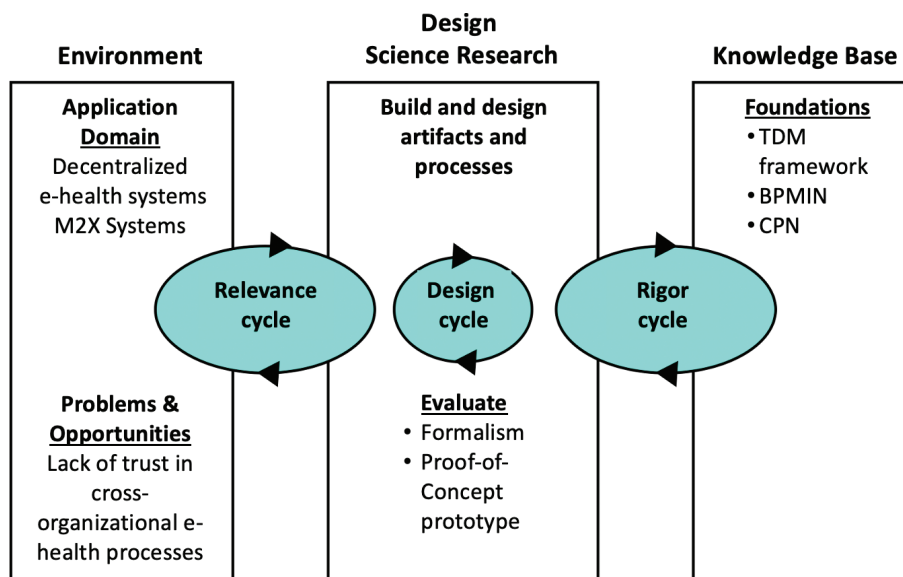 Environment
Application
Domain
Decentralized
e-health systems
M2X Systems
Relevance
cycle
Problems &
Opportunities
Lack of trust in
cross-
organizational e-
health processes
Design
Science Research
Build and design
artifacts and
processes
Design
cycle
Evaluate
• Formalism
• Proof-of-
Concept
prototype
Knowledge Base
Foundations
• TDM
framework
• BPMIN
• CPN
Rigor
cycle